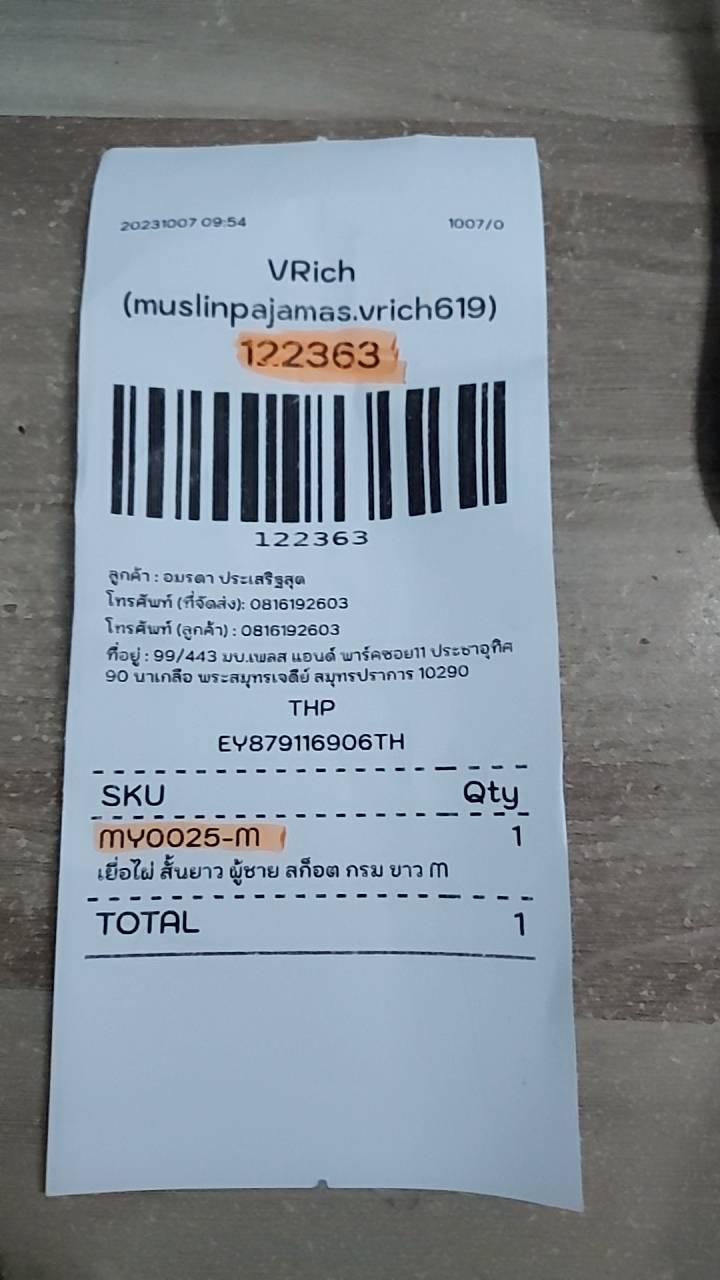 20231007 09:54 1007/0
VRich
(muslinpajamas.vrich619)
122363
122363
ลูกค้า : อมรดา ประเสริฐสุด
โทรศัพท์ (ที่จัดส่ง): 0816192603
โทรศัพท์ (ลูกค้า) : 0816192603
ที่อยู่ : 99/443 มบ.เพลส แอนด์ พาร์คซอย11 ประชาอุทิศ
90 นาเกลือ พระสมุทรเจดีย์ สมุทรปราการ 10290
THP
EY879116906TH
SKU Qty
MY0025-M 1
เยื่อไผ่ สั้นยาว ผู้ชาย สก็อต กรม ขาว M
TOTAL 1